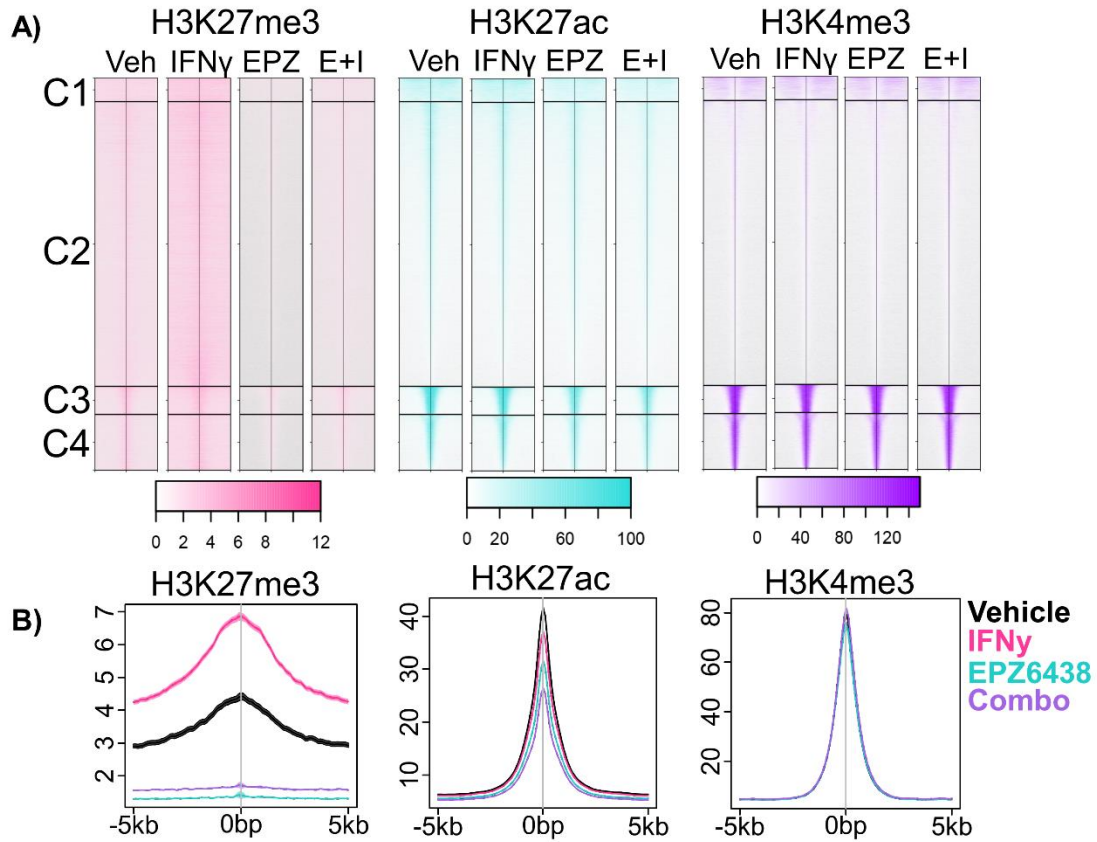 A)
H3K27me3 H3K27ac H3K4me3
Veh IFNγ EPZ E+I Veh IFNγ EPZ E+I Veh IFNγ EPZ E+I
C1
C2
C3
C4
0 2 4 6 8 12 0 20 60 100 0 40 80 120
B)
H3K27me3 H3K27ac H3K4me3
7
6
5
4
3
2
-5kb 0bp 5kb
40
30
20
10
-5kb 0bp 5kb
80
60
40
20
-5kb 0bp 5kb
Vehicle
IFNy
EPZ6438
Combo